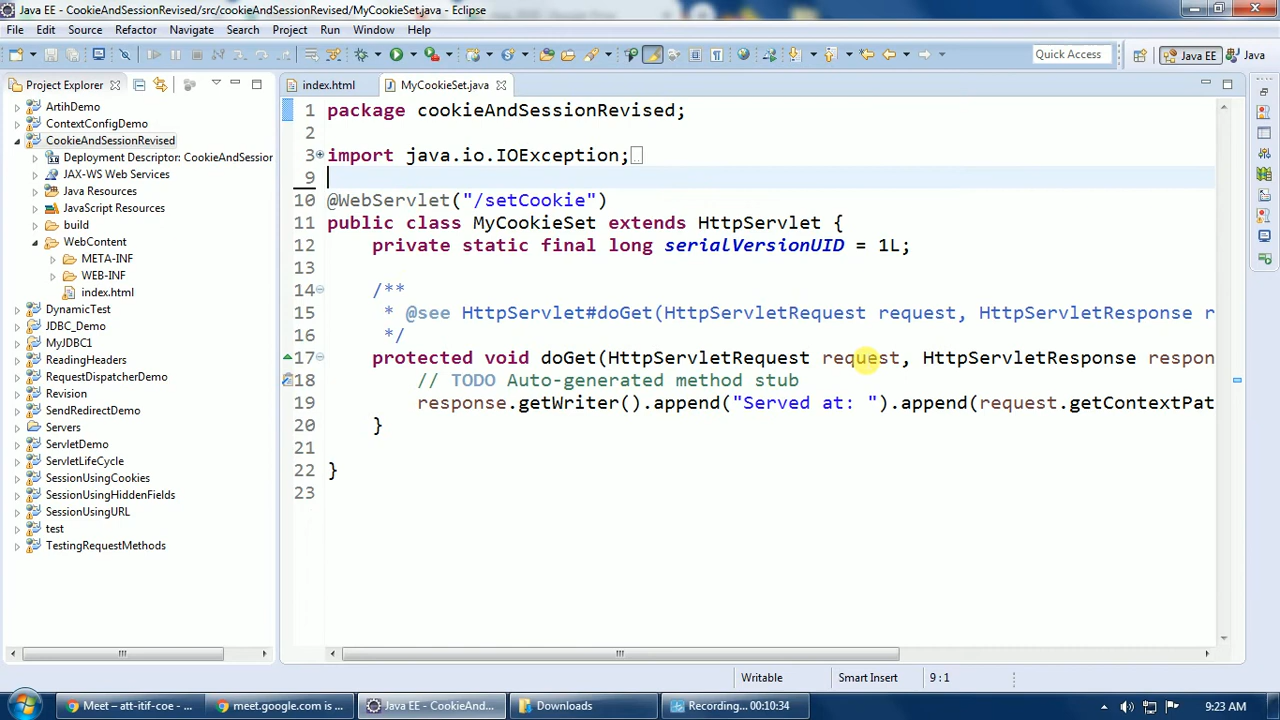 Java EE - CookieAndSessionRevised/src/cookieAndSessionRevised/MyCookieSet.java - Eclipse
File Edit Source Refactor Navigate Search Project Run Window Help
Quick Access
Java EE
Java
Project Explorer
index.html
MyCookieSet.java
ArtihDemo
ContextConfigDemo
CookieAndSessionRevised
Deployment Descriptor: CookieAndSession
JAX-WS Web Services
Java Resources
JavaScript Resources
build
WebContent
META-INF
WEB-INF
index.html
DynamicTest
JDBC_Demo
MyJDBC1
ReadingHeaders
RequestDispatcherDemo
Revision
SendRedirectDemo
Servers
ServletDemo
ServletLifeCycle
SessionUsingCookies
SessionUsingHiddenFields
SessionUsingURL
test
TestingRequestMethods
1 package cookieAndSessionRevised;
2
3 import java.io.IOException;
9
10 @WebServlet("/setCookie")
11 public class MyCookieSet extends HttpServlet {
12 private static final long serialVersionUID = 1L;
13
14 /**
15 * @see HttpServlet#doGet(HttpServletRequest request, HttpServletResponse r
16 */
17 protected void doGet(HttpServletRequest request, HttpServletResponse respon
18 // TODO Auto-generated method stub
19 response.getWriter().append("Served at: ").append(request.getContextPat
20 }
21
22 }
23
Writable
Smart Insert
9 : 1
Meet – att-itif-coe - ...
meet.google.com is ...
Java EE - CookieAnd...
Downloads
Recording... 00:10:34
9:23 AM